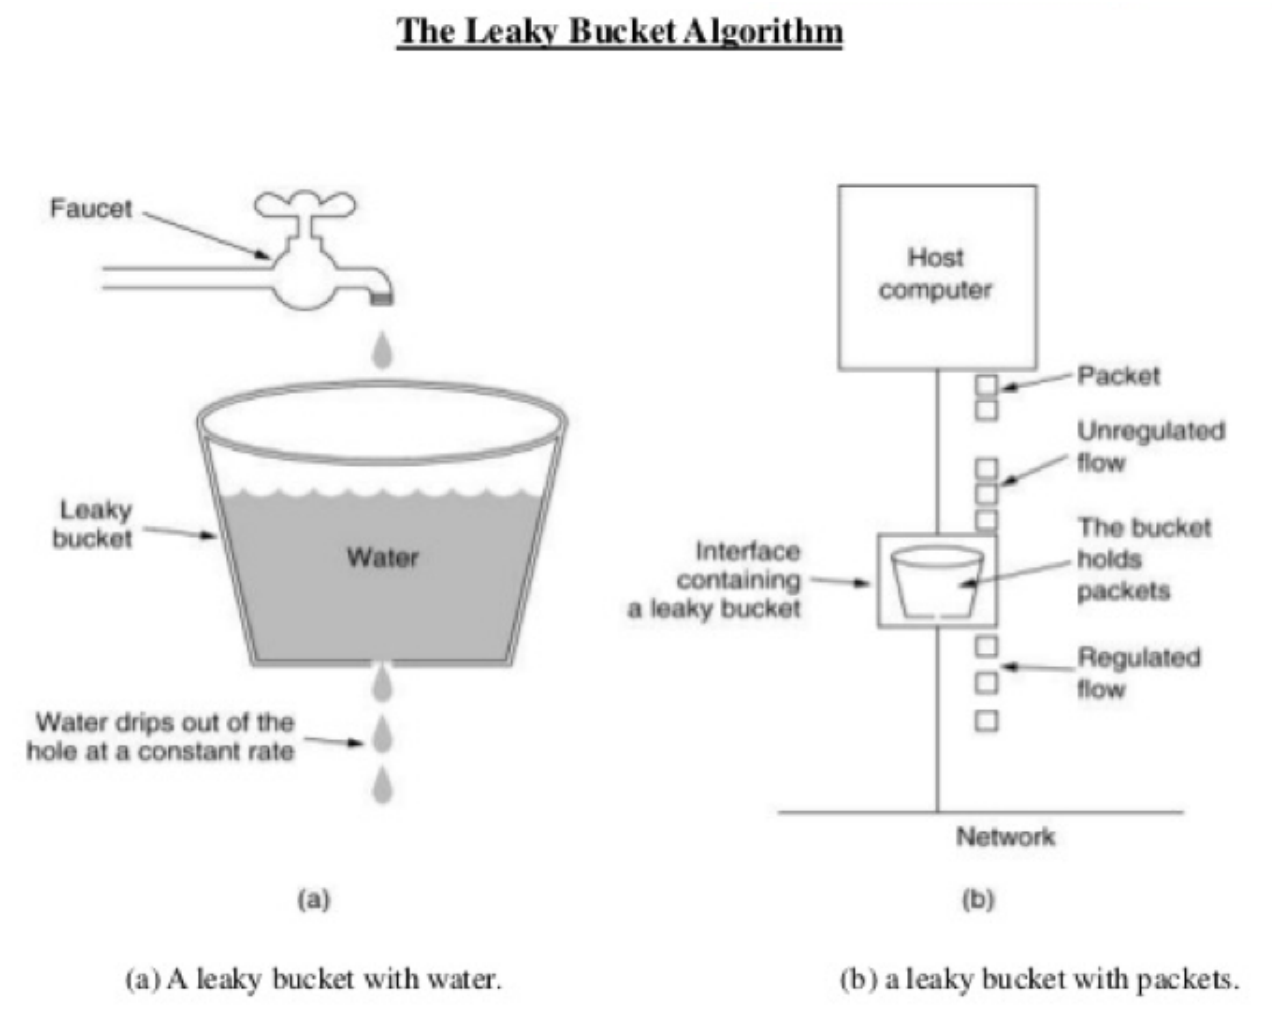 The Leaky Bucket Algorithm
Faucet
Leaky
bucket
Water
Water drips out of the
hole at a constant rate
(a)
Host
computer
Packet
Unregulated
flow
The bucket
holds
packets
Interface
containing
a leaky bucket
Regulated
flow
Network
(b)
(a) A leaky bucket with water.
(b) a leaky bucket with packets.